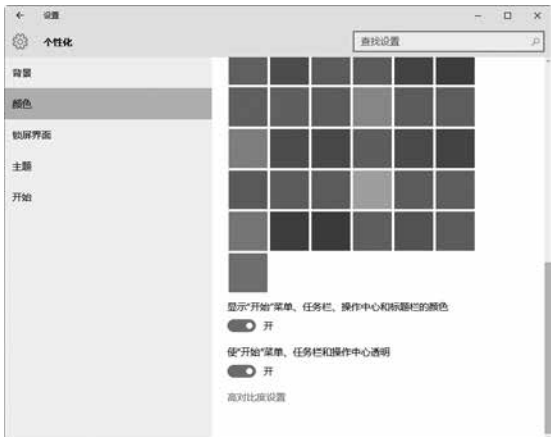 设置
个性化
查找设置
背景
颜色
锁屏界面
主题
开始
显示“开始”菜单、任务栏、操作中心和标题栏的颜色
开
使“开始”菜单、任务栏和操作中心透明
开
高对比度设置